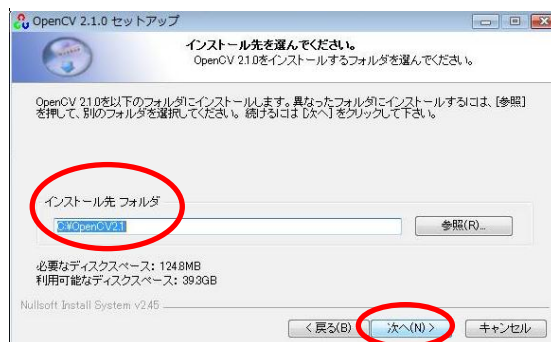 OpenCV 2.1.0 セットアップ
インストール先を選んでください。
OpenCV 2.1.0をインストールするフォルダを選んでください。
OpenCV 2.1.0を以下のフォルダにインストールします。異なったフォルダにインストールするには、[参照]
を押して、別のフォルダを選択してください。 続けるには [次へ] をクリックして下さい。
インストール先 フォルダ
C:¥OpenCV2.1
参照(R)...
必要なディスクスペース: 124.8MB
利用可能なディスクスペース: 39.3GB
Nullsoft Install System v2.45
< 戻る(B)
次へ(N) >
キャンセル